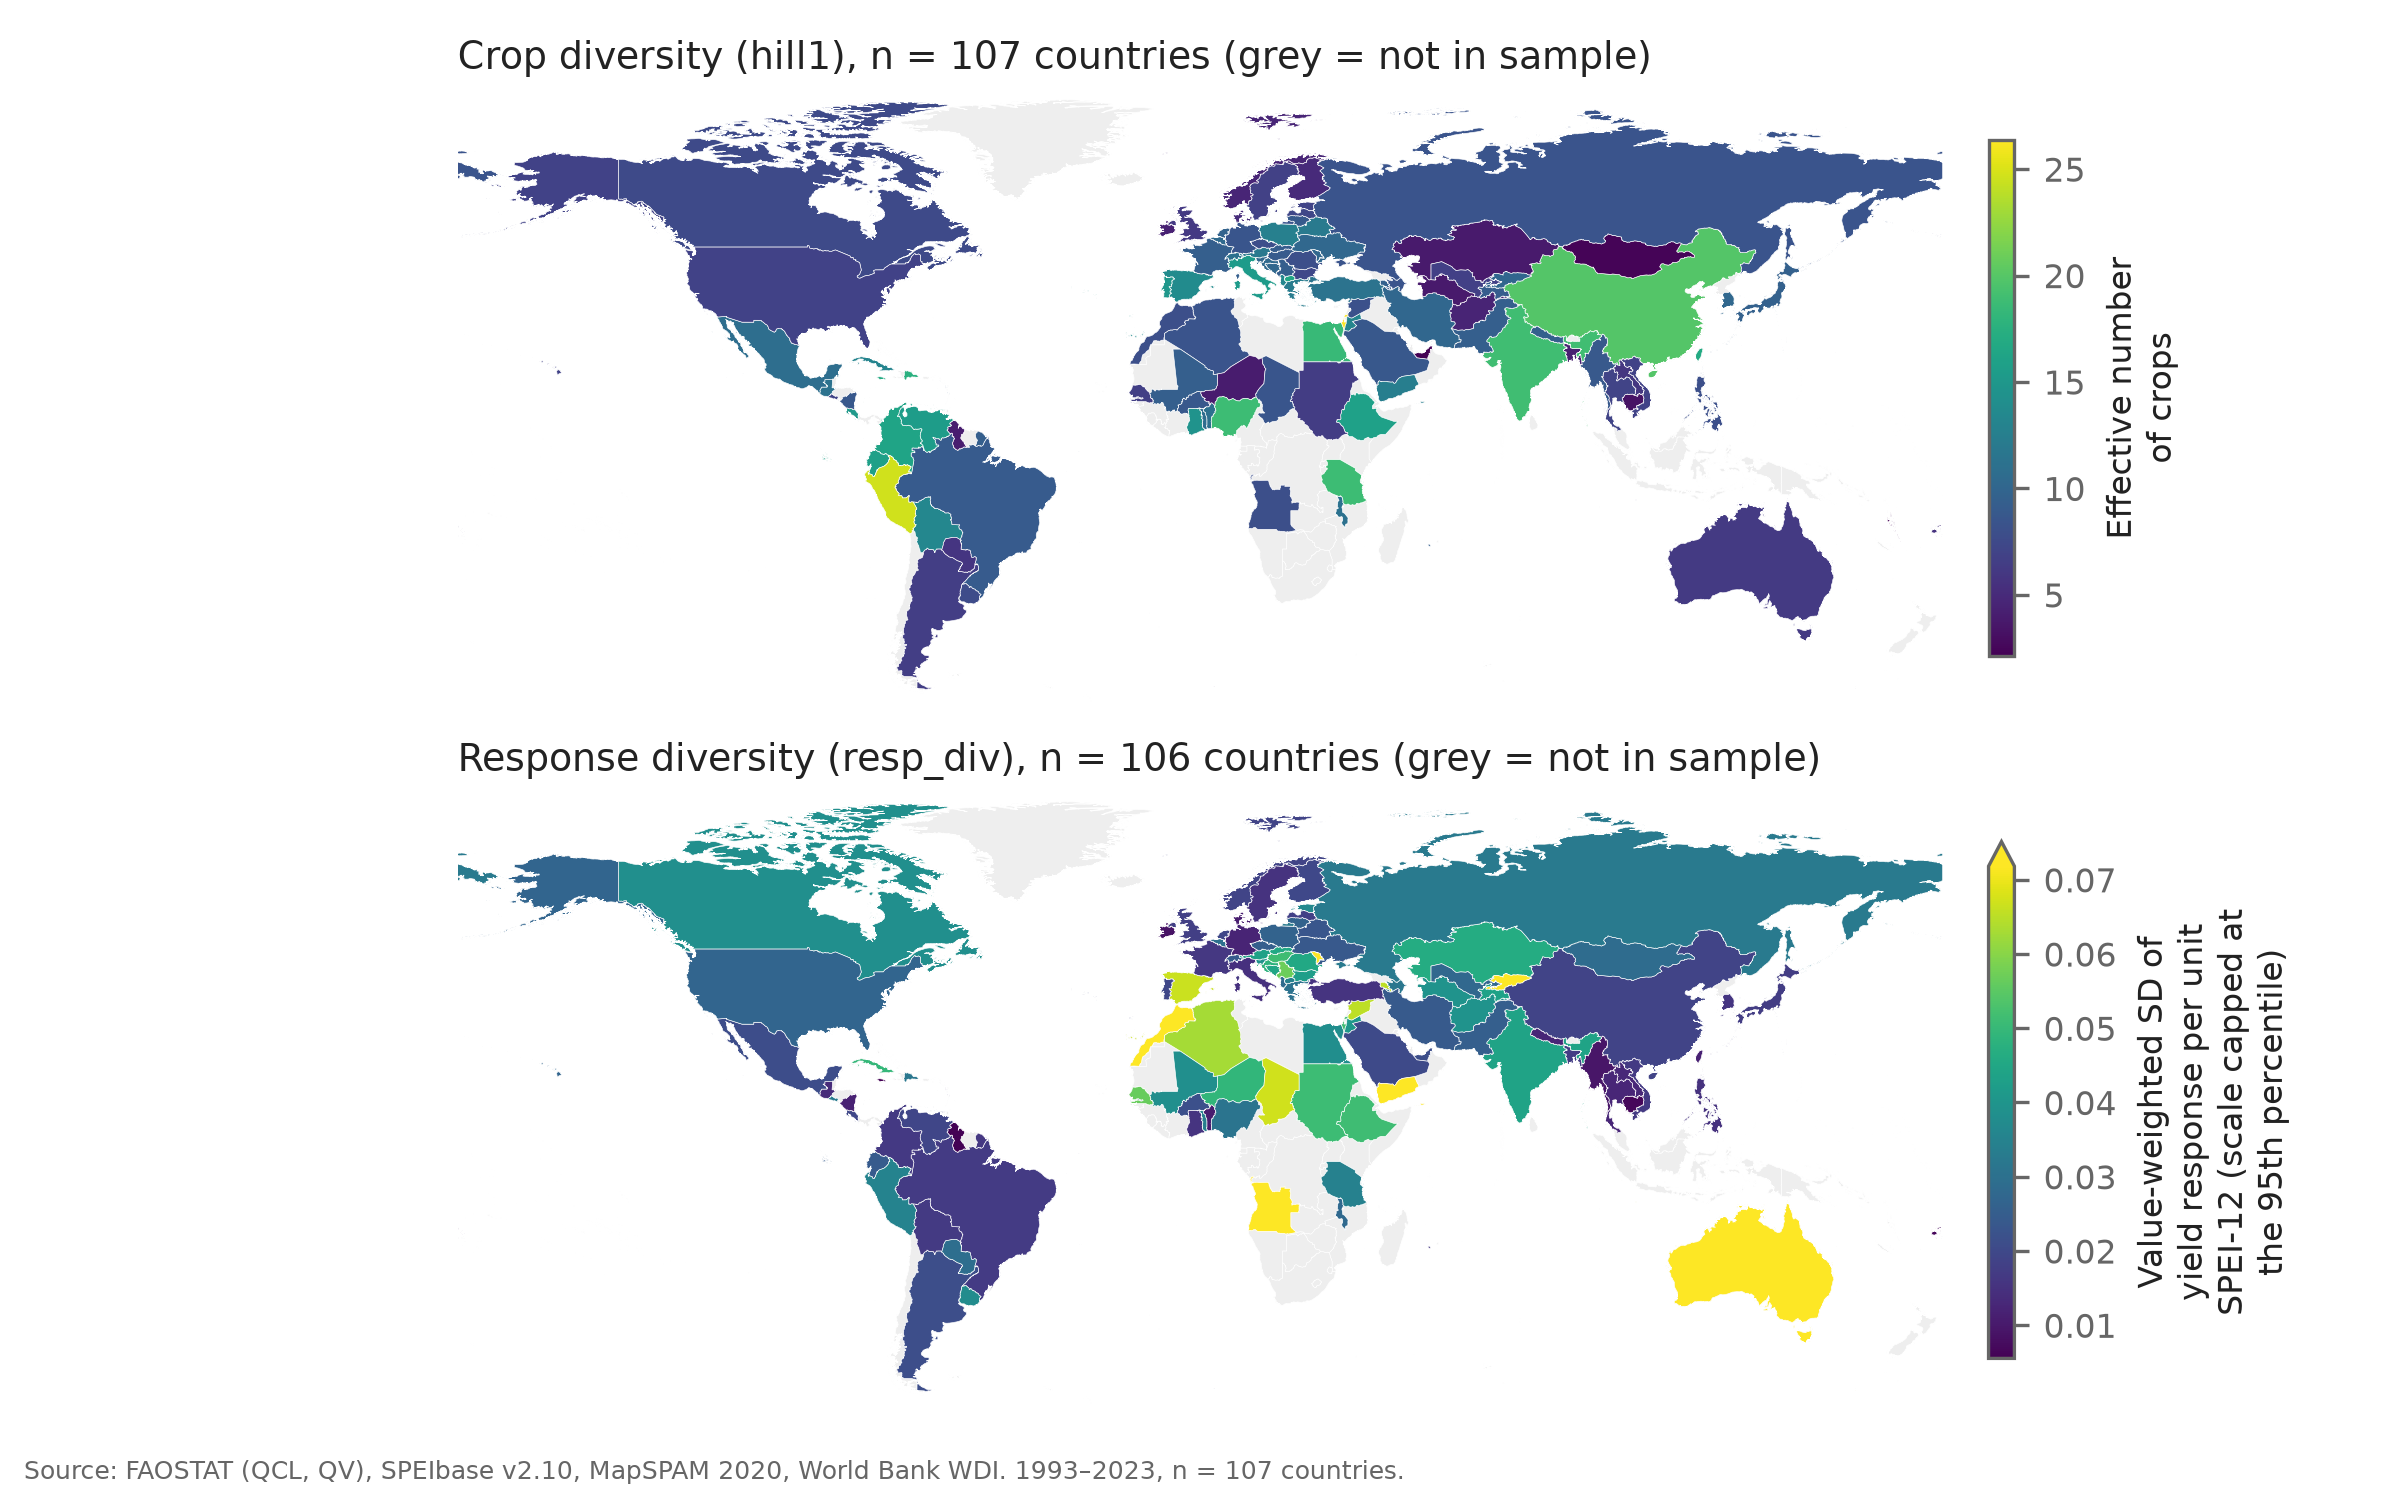 Crop diversity (hill1), n = 107 countries (grey = not in sample)
25
20
15
10
5
Effective number
of crops
Response diversity (resp_div), n = 106 countries (grey = not in sample)
0.07
0.06
0.05
0.04
0.03
0.02
0.01
Value-weighted SD of
yield response per unit
SPEI-12 (scale capped at
the 95th percentile)
Source: FAOSTAT (QCL, QV), SPEIbase v2.10, MapSPAM 2020, World Bank WDI. 1993–2023, n = 107 countries.